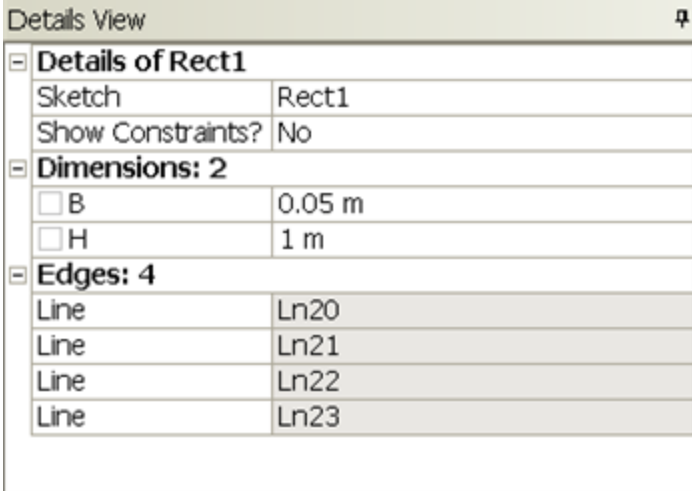 Details View
Details of Rect1
Sketch Rect1
Show Constraints? No
Dimensions: 2
B 0.05 m
H 1 m
Edges: 4
Line Ln20
Line Ln21
Line Ln22
Line Ln23